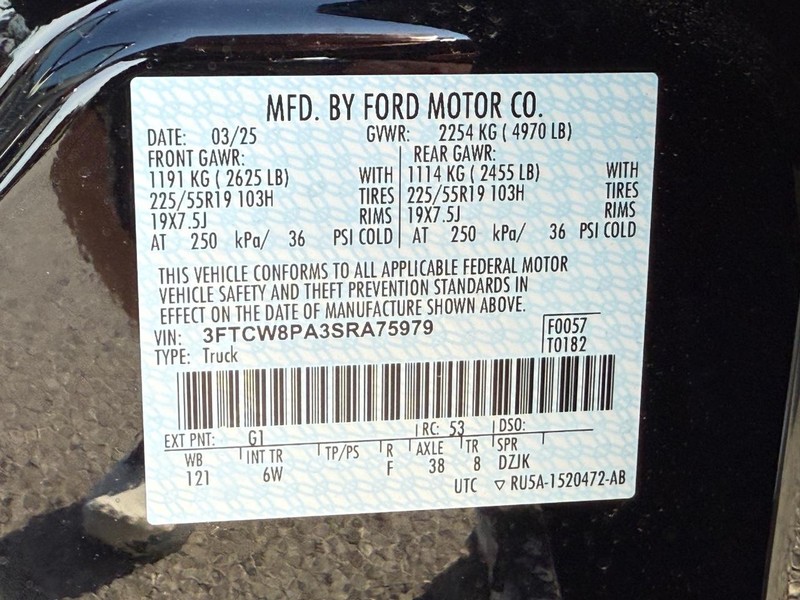 MFD. BY FORD MOTOR CO.
DATE: 03/25 GVWR: 2254 KG ( 4970 LB)
FRONT GAWR: REAR GAWR:
1191 KG ( 2625 LB) WITH 1114 KG ( 2455 LB) WITH
225/55R19 103H TIRES 225/55R19 103H TIRES
19X7.5J RIMS 19X7.5J RIMS
AT 250 kPa/ 36 PSI COLD AT 250 kPa/ 36 PSI COLD
THIS VEHICLE CONFORMS TO ALL APPLICABLE FEDERAL MOTOR
VEHICLE SAFETY AND THEFT PREVENTION STANDARDS IN
EFFECT ON THE DATE OF MANUFACTURE SHOWN ABOVE.
VIN: 3FTCW8PA3SRA75979 F0057
TYPE: Truck T0182
EXT PNT: G1 RC: 53 DSO:
WB INT TR TP/PS R AXLE TR SPR
121 6W F 38 8 DZJK
UTC ▽ RU5A-1520472-AB